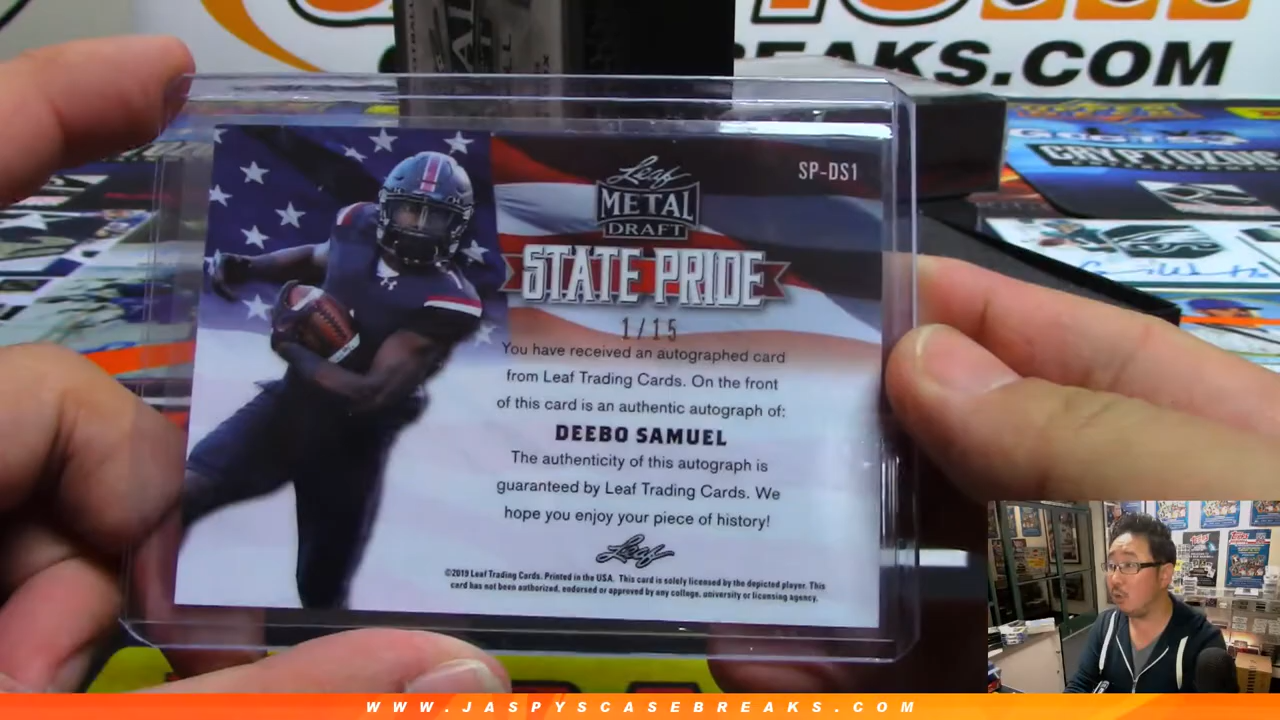 BREAKS.COM
SP-DS1
Leaf
METAL
DRAFT
STATE PRIDE
1/15
You have received an autographed card
from Leaf Trading Cards. On the front
of this card is an authentic autograph of:
DEEBO SAMUEL
The authenticity of this autograph is
guaranteed by Leaf Trading Cards. We
hope you enjoy your piece of history!
Leaf
©2019 Leaf Trading Cards. Printed in the USA. This card is solely licensed by the depicted player. This
card has not been authorized, endorsed or approved by any college, university or licensing agency.
CRYPTOZOIC
WWW.JASPYSCASEBREAKS.COM